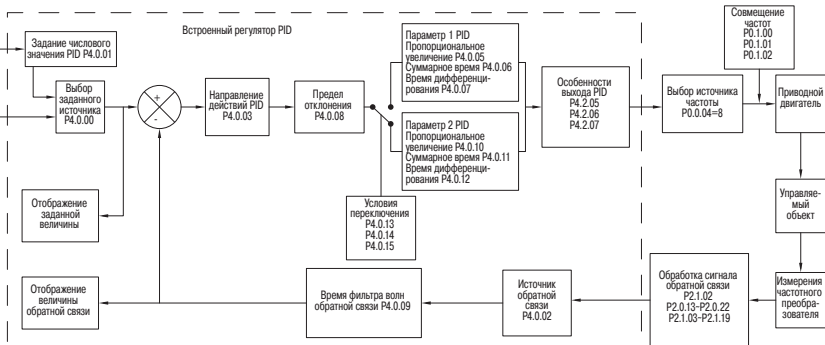 Встроенный регулятор PID
Задание числового
значения PID P4.0.01
Выбор
заданного
источника
P4.0.00
+
-
Направление
действий PID
P4.0.03
Предел
отклонения
P4.0.08
Параметр 1 PID
Пропорциональное
увеличение P4.0.05
Суммарное время P4.0.06
Время дифференци-
рования P4.0.07
Параметр 2 PID
Пропорциональное
увеличение P4.0.10
Суммарное время P4.0.11
Время дифференци-
рования P4.0.12
Особенности
выхода PID
P4.2.05
P4.2.06
P4.2.07
Совмещение
частот
P0.1.00
P0.1.01
P0.1.02
Выбор источника
частоты
P0.0.04=8
Приводной
двигатель
Отображение
заданной
величины
Условия
переключения
P4.0.13
P4.0.14
P4.0.15
Управляе-
мый
объект
Отображение
величины
обратной связи
Время фильтра волн
обратной связи P4.0.09
Источник
обратной
связи
P4.0.02
Обработка сигнала
обратной связи
P2.1.02
P2.0.13-P2.0.22
P2.1.03-P2.1.19
Измерения
частотного
преобра-
зователя